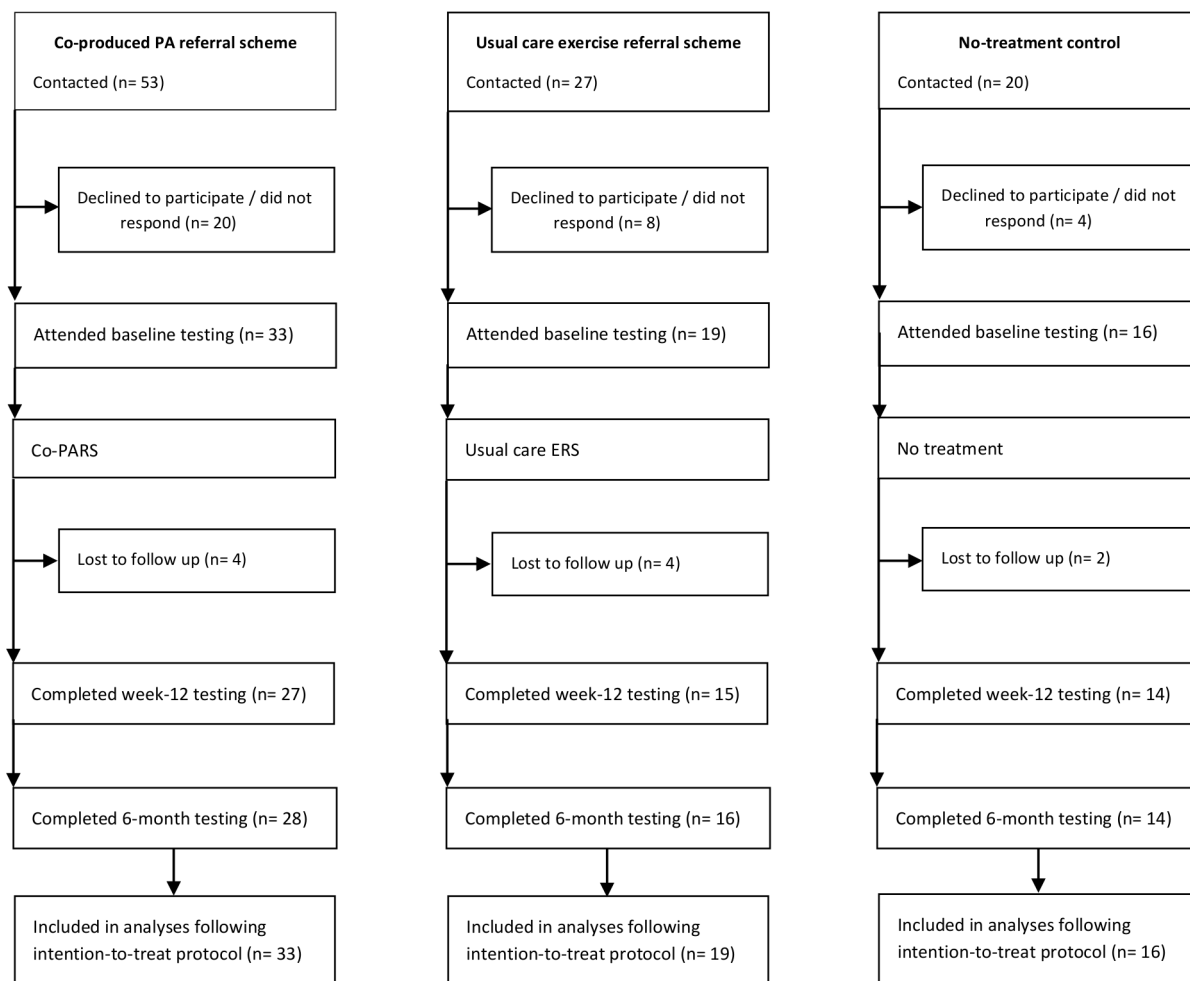 Co-produced PA referral scheme
Contacted (n= 53)
Declined to participate / did not
respond (n= 20)
Attended baseline testing (n= 33)
Co-PARS
Lost to follow up (n= 4)
Completed week-12 testing (n= 27)
Completed 6-month testing (n= 28)
Included in analyses following
intention-to-treat protocol (n= 33)
Usual care exercise referral scheme
Contacted (n= 27)
Declined to participate / did not
respond (n= 8)
Attended baseline testing (n= 19)
Usual care ERS
Lost to follow up (n= 4)
Completed week-12 testing (n= 15)
Completed 6-month testing (n= 16)
Included in analyses following
intention-to-treat protocol (n= 19)
No-treatment control
Contacted (n= 20)
Declined to participate / did not
respond (n= 4)
Attended baseline testing (n= 16)
No treatment
Lost to follow up (n= 2)
Completed week-12 testing (n= 14)
Completed 6-month testing (n= 14)
Included in analyses following
intention-to-treat protocol (n= 16)